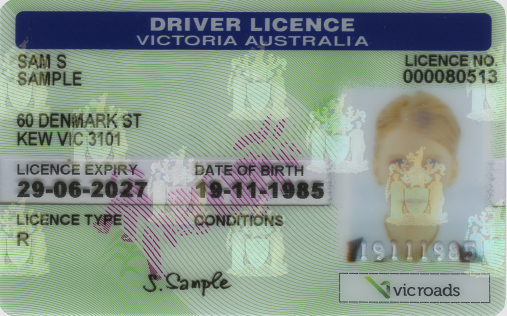 DRIVER LICENCE
VICTORIA AUSTRALIA
SAM S
SAMPLE
LICENCE NO.
000080513
60 DENMARK ST
KEW VIC 3101
LICENCE EXPIRY DATE OF BIRTH
29-06-2027 19-11-1985
LICENCE TYPE CONDITIONS
R
19111985
S. Sample
vicroads